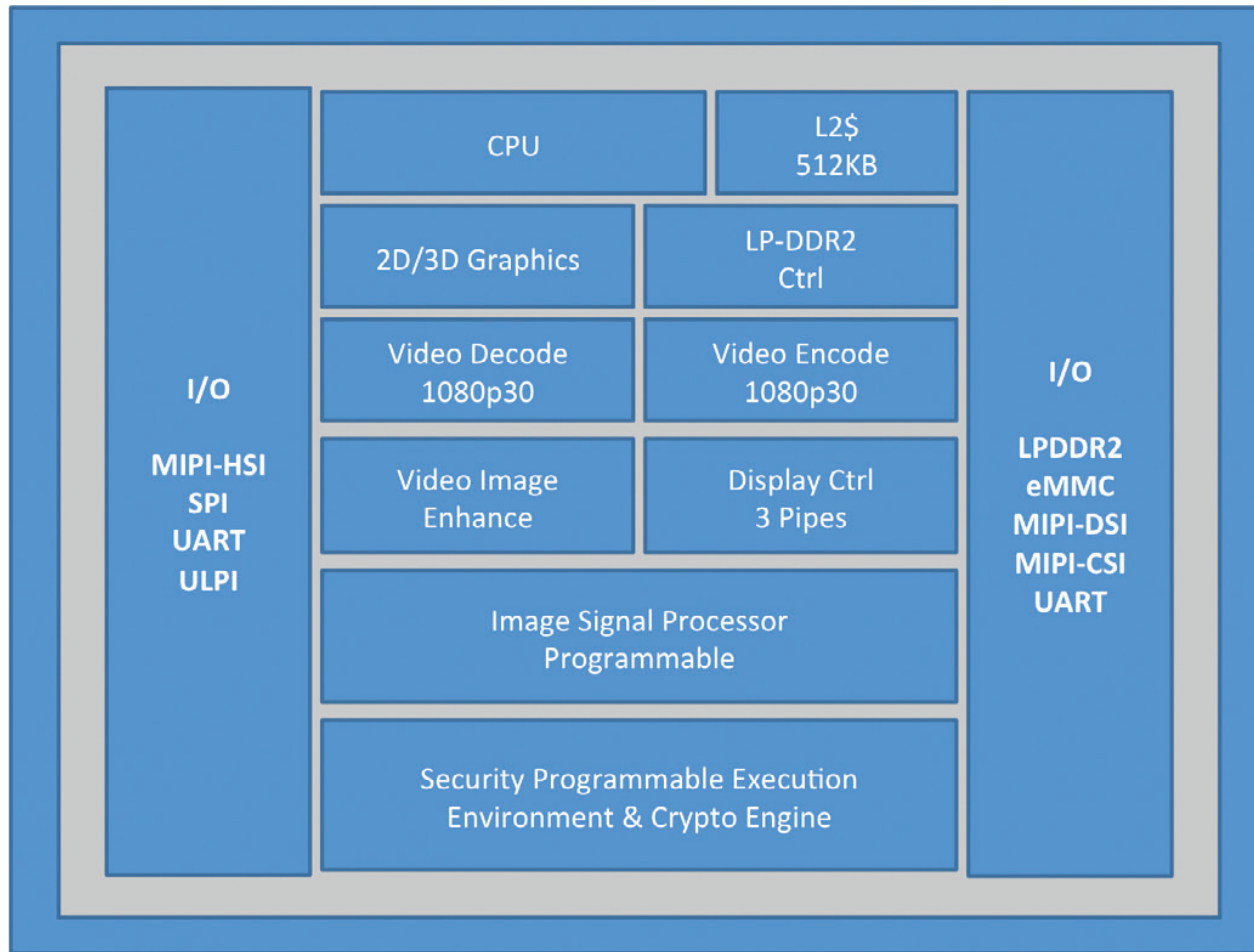 I/O
MIPI-HSI
SPI
UART
ULPI
CPU
L2$
512KB
2D/3D Graphics
LP-DDR2
Ctrl
Video Decode
1080p30
Video Encode
1080p30
Video Image
Enhance
Display Ctrl
3 Pipes
Image Signal Processor
Programmable
Security Programmable Execution
Environment & Crypto Engine
I/O
LPDDR2
eMMC
MIPI-DSI
MIPI-CSI
UART